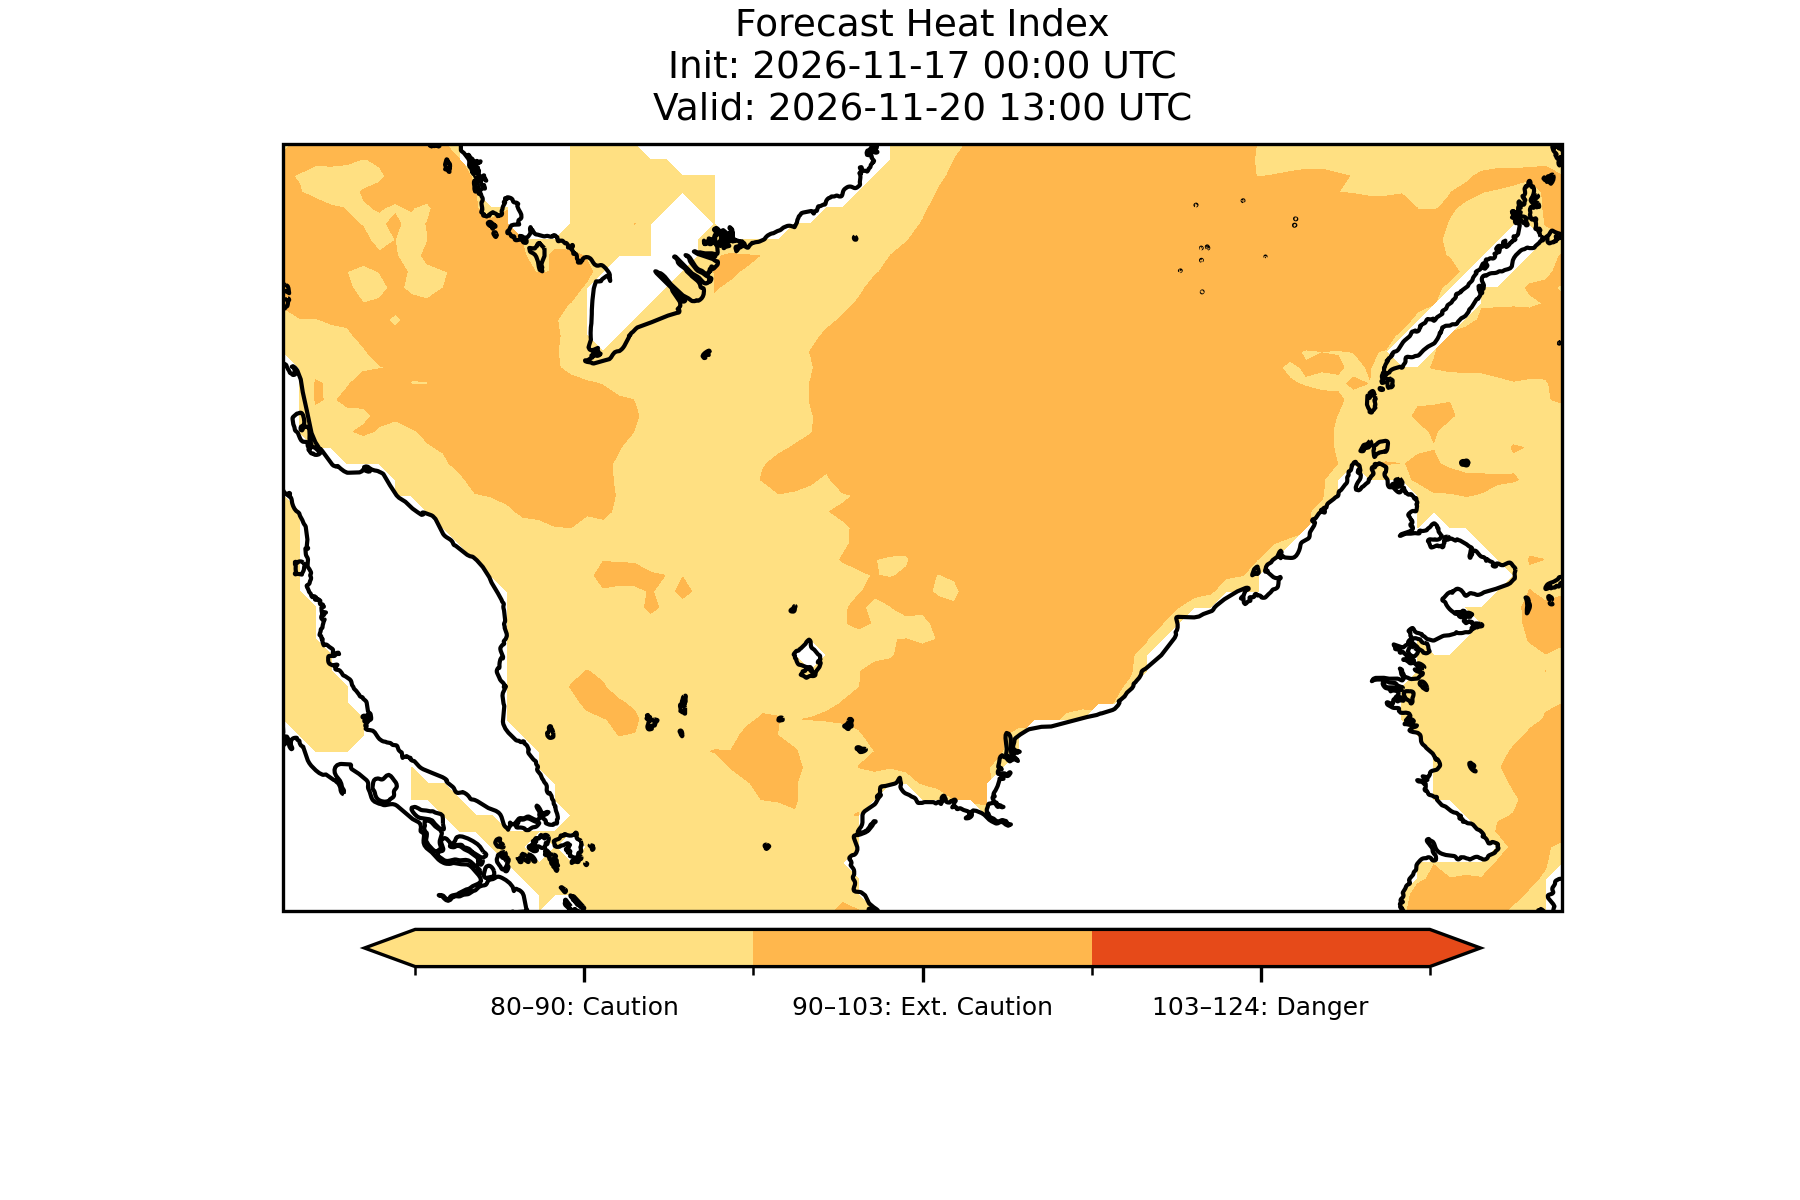 Forecast Heat Index
Init: 2026-11-17 00:00 UTC
Valid: 2026-11-20 13:00 UTC
80–90: Caution
90–103: Ext. Caution
103–124: Danger